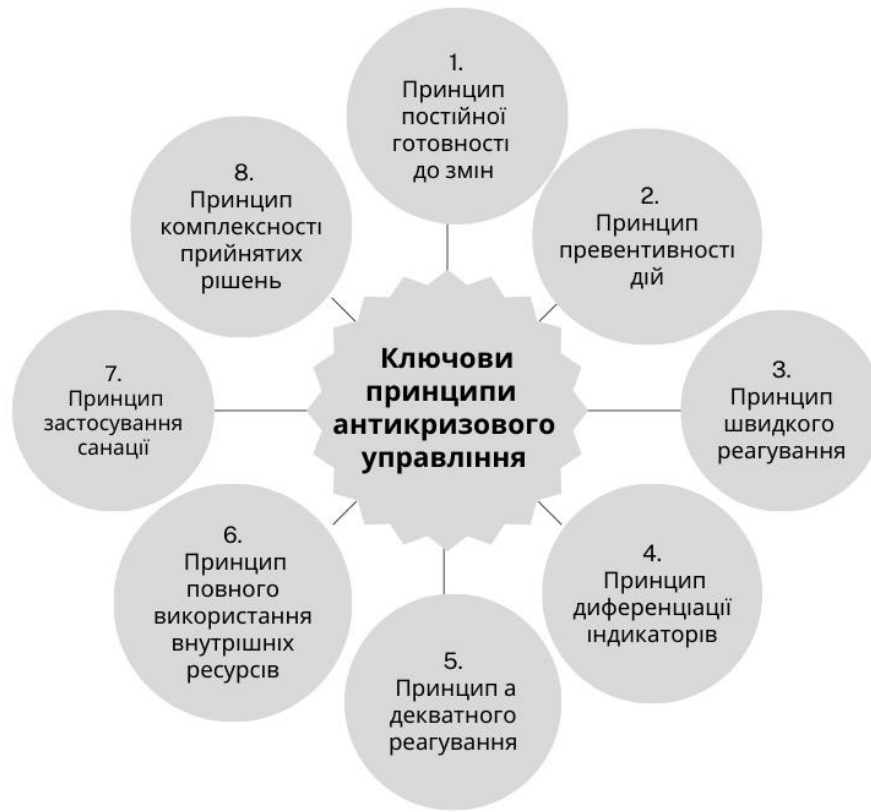 1.
Принцип
постійної
готовності
до змін
2.
Принцип
превентивності
дій
3.
Принцип
швидкого
реагування
4.
Принцип
диференціації
індикаторів
5.
Принцип а
декватного
реагування
6.
Принцип
повного
використання
внутрішніх
ресурсів
7.
Принцип
застосування
санації
8.
Принцип
комплексності
прийнятих
рішень
Ключови
принципи
антикризового
управління